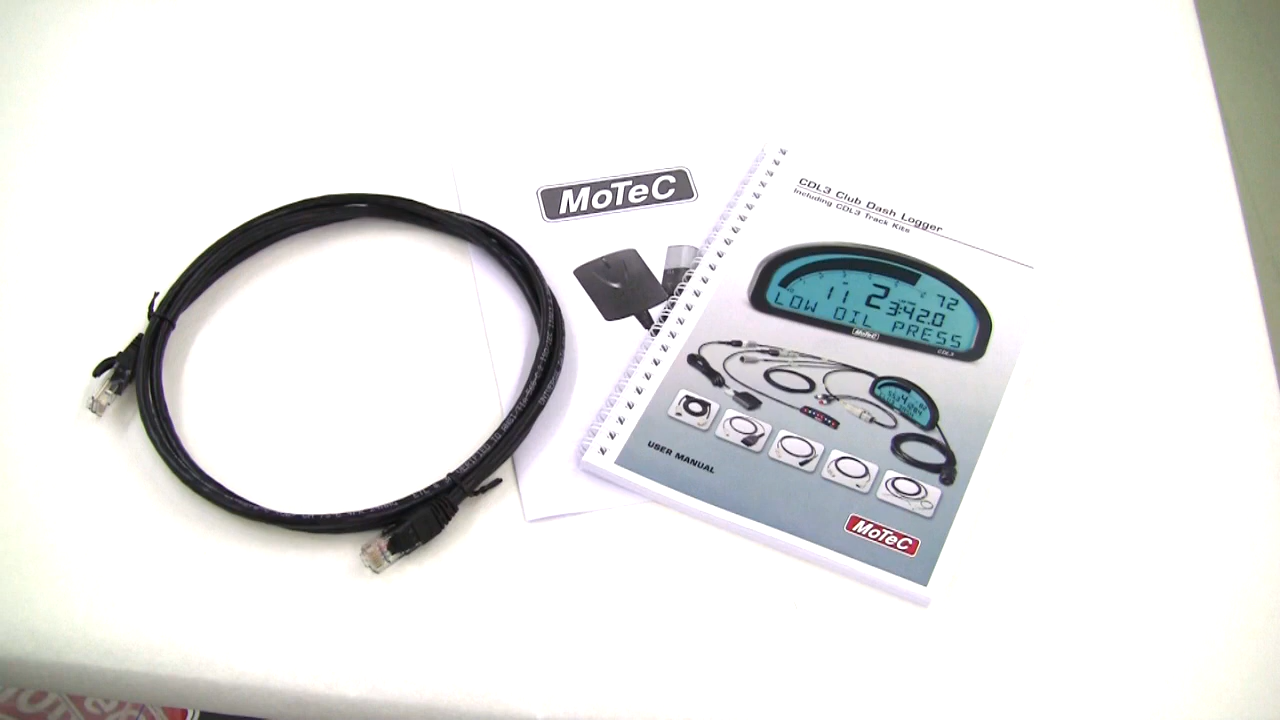 MoTeC
CDL3 Club Dash Logger
Including CDL3 Track Kits
11 2 3:42.0 72
LOW OIL PRESS
MoTeC
CDL3
USER MANUAL
MoTeC